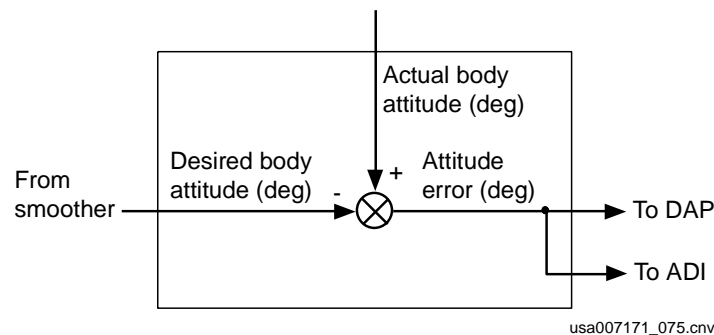 Actual body
attitude (deg)
Desired body
attitude (deg)
-
+
Attitude
error (deg)
From
smoother
To DAP
To ADI
usa007171_075.cnv